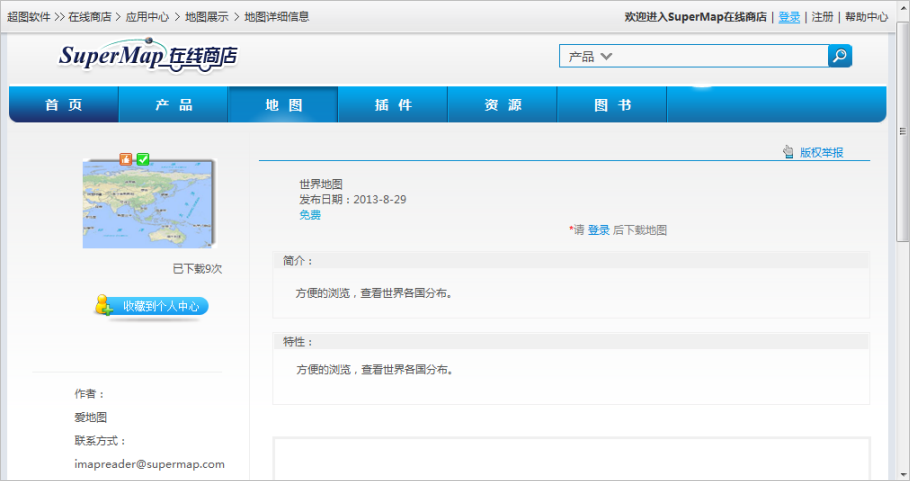 超图软件 >> 在线商店 > 应用中心 > 地图展示 > 地图详细信息
欢迎进入SuperMap在线商店 | 登录 | 注册 | 帮助中心
SuperMap 在线商店
产品
首 页 产 品 地 图 插 件 资 源 图 书
版权举报
世界地图
发布日期：2013-8-29
免费
*请 登录 后下载地图
已下载9次
收藏到个人中心
简介：
方便的浏览，查看世界各国分布。
特性：
方便的浏览，查看世界各国分布。
作者：
爱地图
联系方式：
imapreader@supermap.com